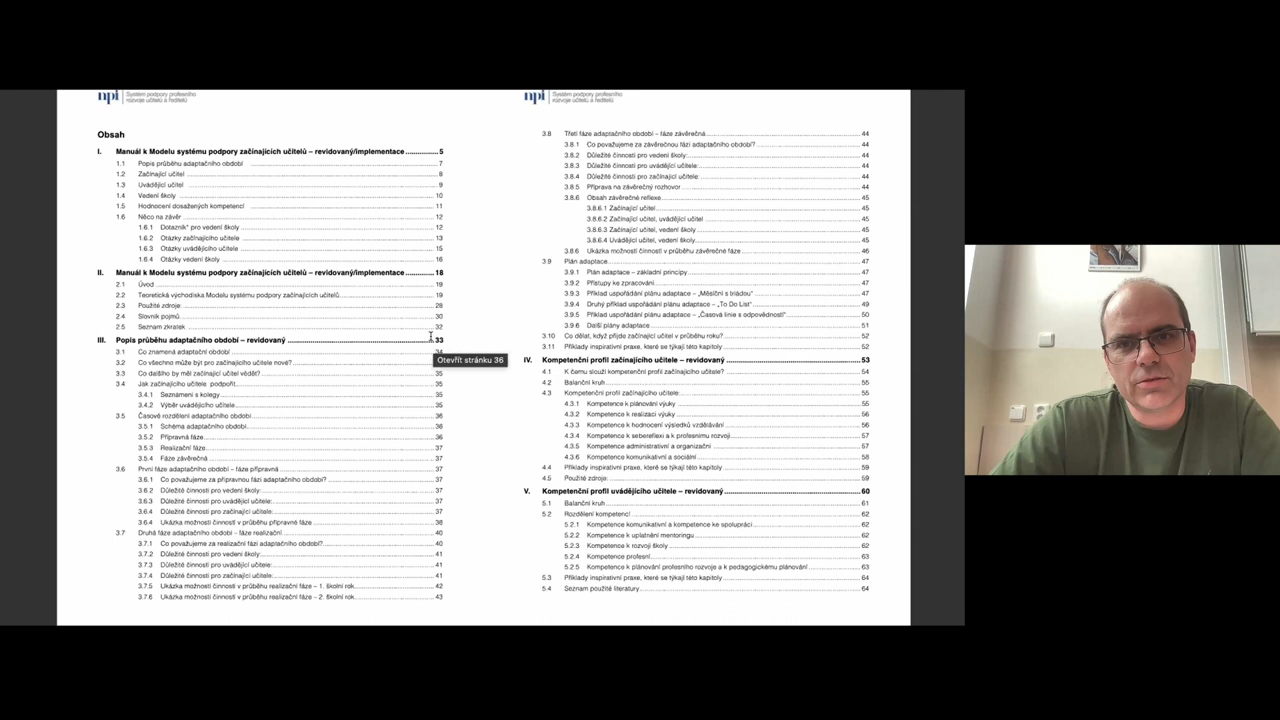 npi Systém podpory profesního
rozvoje učitelů a ředitelů
Obsah
I. Manuál k Modelu systému podpory začínajících učitelů – revidovaný/implementace 5
1.1 Popis průběhu adaptačního období 7
1.2 Začínající učitel 8
1.3 Uvádějící učitel 9
1.4 Vedení školy 10
1.5 Hodnocení dosažených kompetencí 11
1.6 Něco na závěr 12
1.6.1 Dotazník* pro vedení školy 12
1.6.2 Otázky začínajícího učitele 13
1.6.3 Otázky uvádějícího učitele 15
1.6.4 Otázky vedení školy 16
II. Manuál k Modelu systému podpory začínajících učitelů – revidovaný/implementace 18
2.1 Úvod 19
2.2 Teoretická východiska Modelu systému podpory začínajících učitelů 19
2.3 Použité zdroje: 28
2.4 Slovník pojmů 30
2.5 Seznam zkratek 32
III. Popis průběhu adaptačního období – revidovaný 33
3.1 Co znamená adaptační období 34
3.2 Co všechno může být pro začínajícího učitele nové?
3.3 Co dalšího by měl začínající učitel vědět? 35
3.4 Jak začínajícího učitele podpořit 35
3.4.1 Seznámení s kolegy 35
3.4.2 Výběr uvádějícího učitele 35
3.5 Časové rozdělení adaptačního období 36
3.5.1 Schéma adaptačního období 36
3.5.2 Přípravná fáze 36
3.5.3 Realizační fáze 37
3.5.4 Fáze závěrečná 37
3.6 První fáze adaptačního období – fáze přípravná 37
3.6.1 Co považujeme za přípravnou fázi adaptačního období? 37
3.6.2 Důležité činnosti pro vedení školy: 37
3.6.3 Důležité činnosti pro uvádějící učitele: 37
3.6.4 Důležité činnosti pro začínající učitele: 37
3.6.4 Ukázka možností činností v průběhu přípravné fáze 38
3.7 Druhá fáze adaptačního období – fáze realizační 40
3.7.1 Co považujeme za realizační fázi adaptačního období? 40
3.7.2 Důležité činnosti pro vedení školy: 41
3.7.3 Důležité činnosti pro uvádějící učitele: 41
3.7.4 Důležité činnosti pro začínající učitele: 41
3.7.5 Ukázka možností činností v průběhu realizační fáze – 1. školní rok 42
3.7.6 Ukázka možností činností v průběhu realizační fáze – 2. školní rok 43
Otevřít stránku 36
npi Systém podpory profesního
rozvoje učitelů a ředitelů
3.8 Třetí fáze adaptačního období – fáze závěrečná 44
3.8.1 Co považujeme za závěrečnou fázi adaptačního období? 44
3.8.2 Důležité činnosti pro vedení školy: 44
3.8.3 Důležité činnosti pro uvádějící učitele: 44
3.8.4 Důležité činnosti pro začínající učitele: 44
3.8.5 Příprava na závěrečný rozhovor 44
3.8.6 Obsah závěrečné reflexe 45
3.8.6.1 Začínající učitel 45
3.8.6.2 Začínající učitel, uvádějící učitel 45
3.8.6.3 Začínající učitel, vedení školy 45
3.8.6.4 Uvádějící učitel, vedení školy 45
3.8.6 Ukázka možností činností v průběhu závěrečné fáze 46
3.9 Plán adaptace 47
3.9.1 Plán adaptace – základní principy 47
3.9.2 Přístupy ke zpracování 47
3.9.3 Příklad uspořádání plánu adaptace – „Měsíční s triádou“ 47
3.9.4 Druhý příklad uspořádání plánu adaptace – „To Do List“ 49
3.9.5 Příklad uspořádání plánu adaptace – „Časová linie s odpovědností“ 50
3.9.6 Další plány adaptace 51
3.10 Co dělat, když přijde začínající učitel v průběhu roku? 52
3.11 Příklady inspirativní praxe, které se týkají této kapitoly 52
IV. Kompetenční profil začínajícího učitele – revidovaný 53
4.1 K čemu slouží kompetenční profil začínajícího učitele? 54
4.2 Balanční kruh 55
4.3 Kompetenční profil začínajícího učitele: 55
4.3.1 Kompetence k plánování výuky 55
4.3.2 Kompetence k realizaci výuky 56
4.3.3 Kompetence k hodnocení výsledků vzdělávání 56
4.3.4 Kompetence k sebereflexi a k profesnímu rozvoji 57
4.3.5 Kompetence administrativní a organizační 57
4.3.6 Kompetence komunikativní a sociální 58
4.4 Příklady inspirativní praxe, které se týkají této kapitoly 59
4.5 Použité zdroje: 59
V. Kompetenční profil uvádějícího učitele – revidovaný 60
5.1 Balanční kruh 61
5.2 Rozdělení kompetencí 62
5.2.1 Kompetence komunikativní a kompetence ke spolupráci 62
5.2.2 Kompetence k uplatnění mentoringu 62
5.2.3 Kompetence k rozvoji školy 62
5.2.4 Kompetence profesní 63
5.2.5 Kompetence k plánování profesního rozvoje a k pedagogickému plánování 63
5.3 Příklady inspirativní praxe, které se týkají této kapitoly 64
5.4 Seznam použité literatury 64